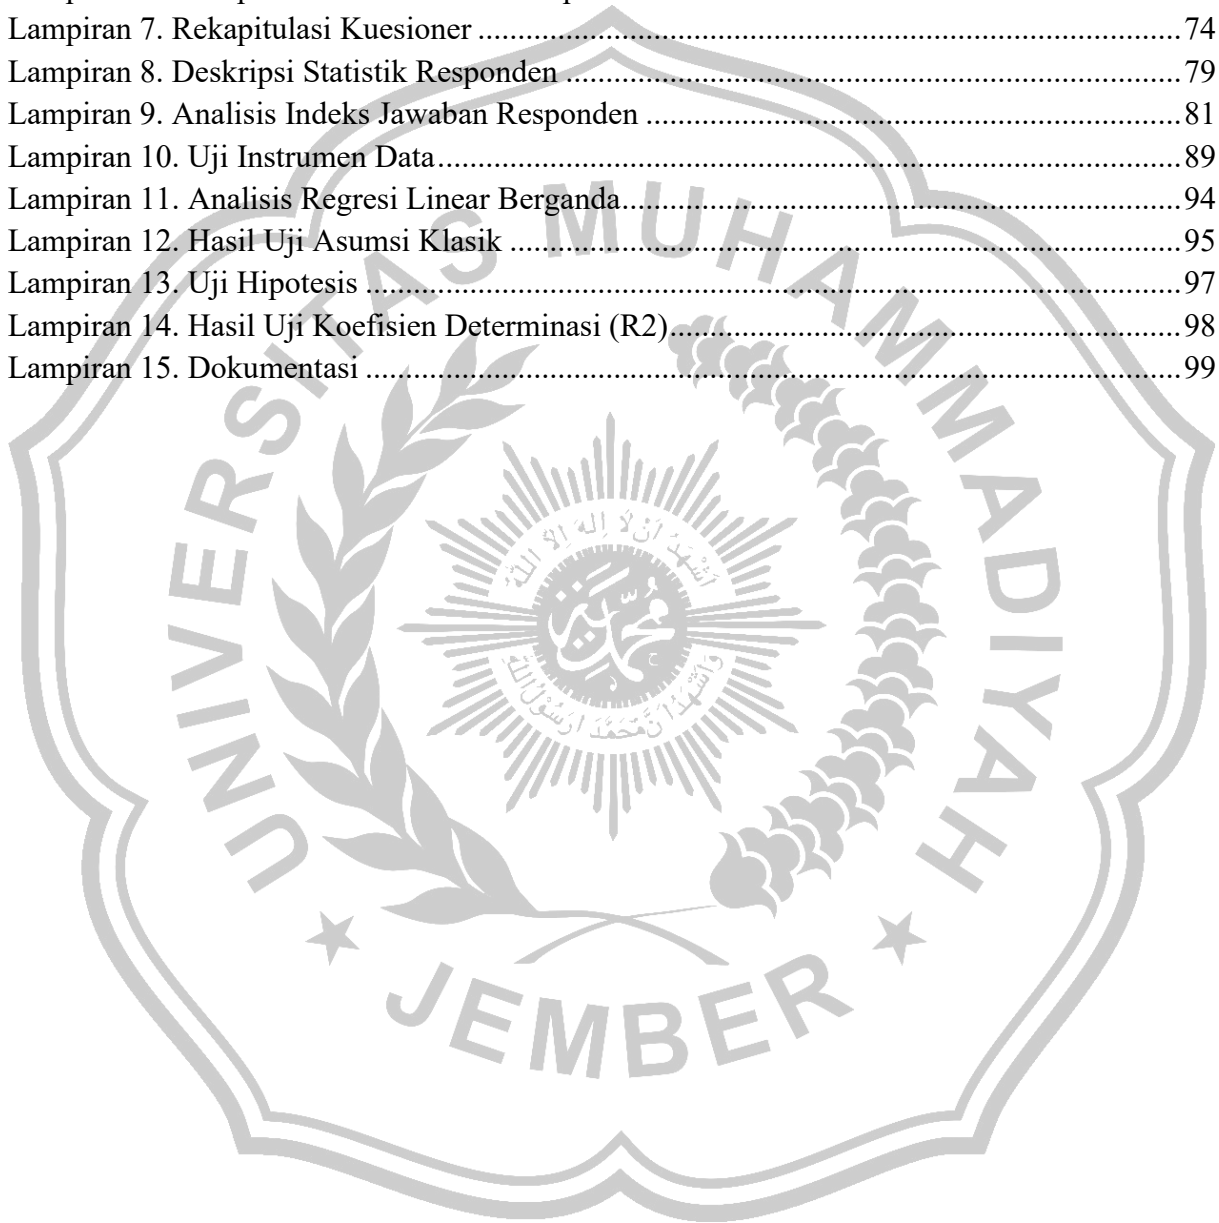 Lampiran 7. Rekapitulasi Kuesioner ........................................................................................ 74
Lampiran 8. Deskripsi Statistik Responden ............................................................................. 79
Lampiran 9. Analisis Indeks Jawaban Responden ................................................................... 81
Lampiran 10. Uji Instrumen Data............................................................................................. 89
Lampiran 11. Analisis Regresi Linear Berganda...................................................................... 94
Lampiran 12. Hasil Uji Asumsi Klasik .................................................................................... 95
Lampiran 13. Uji Hipotesis ...................................................................................................... 97
Lampiran 14. Hasil Uji Koefisien Determinasi (R2)................................................................ 98
Lampiran 15. Dokumentasi ...................................................................................................... 99
UNIVERSITAS MUHAMMADIYAH
JEMBER